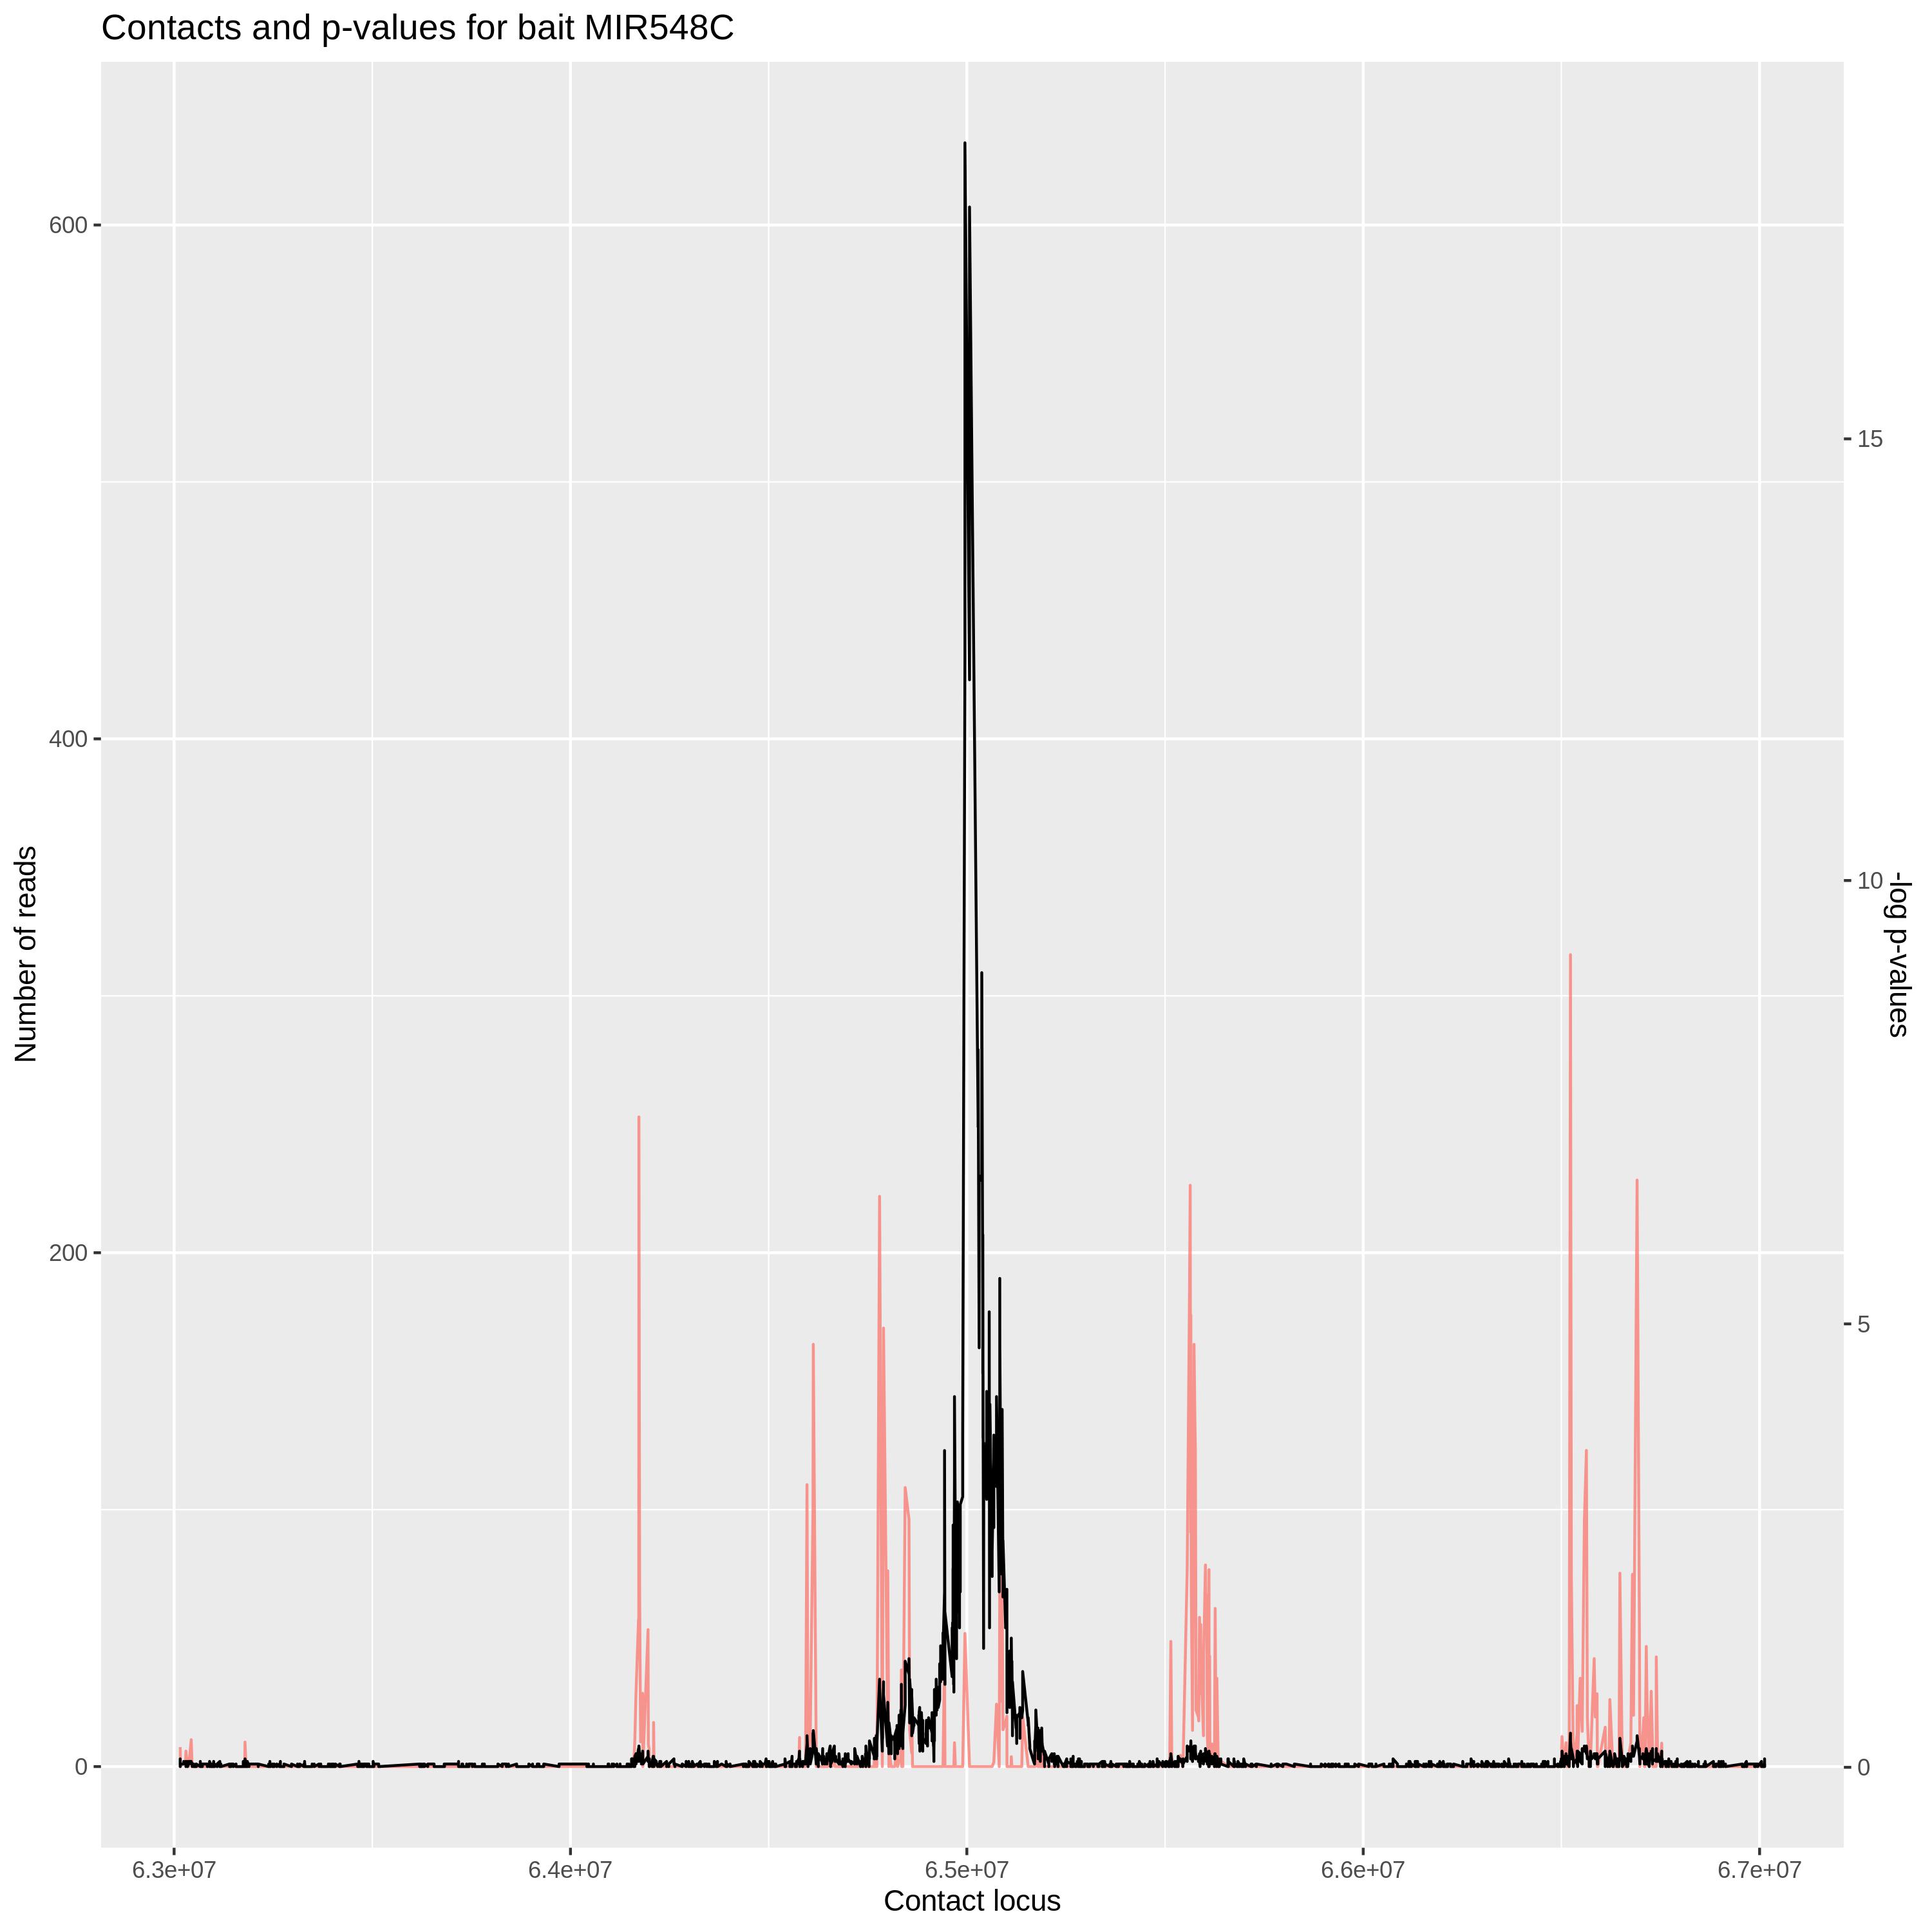 Contacts and p-values for bait MIR548C
600
400
200
0
Number of reads
15
10
5
0
-log p-values
6.3e+07
6.4e+07
6.5e+07
6.6e+07
6.7e+07
Contact locus